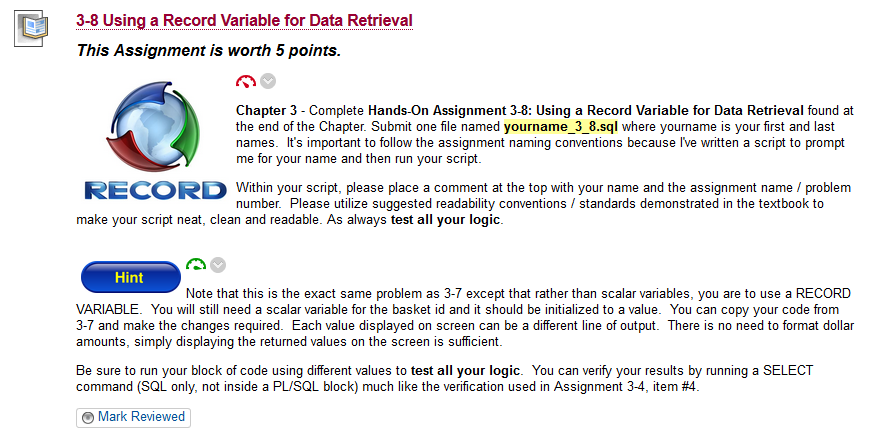 3-8 Using a Record Variable for Data Retrieval
This Assignment is worth 5 points.
Chapter 3 - Complete Hands-On Assignment 3-8: Using a Record Variable for Data Retrieval found at
the end of the Chapter. Submit one file named yourname_3_8.sql where yourname is your first and last
names.  It's important to follow the assignment naming conventions because I've written a script to prompt
me for your name and then run your script.
RECORD
Within your script, please place a comment at the top with your name and the assignment name / problem
number.  Please utilize suggested readability conventions / standards demonstrated in the textbook to
make your script neat, clean and readable. As always test all your logic.
Hint
Note that this is the exact same problem as 3-7 except that rather than scalar variables, you are to use a RECORD
VARIABLE.  You will still need a scalar variable for the basket id and it should be initialized to a value.  You can copy your code from
3-7 and make the changes required.  Each value displayed on screen can be a different line of output.  There is no need to format dollar
amounts, simply displaying the returned values on the screen is sufficient.
Be sure to run your block of code using different values to test all your logic.  You can verify your results by running a SELECT
command (SQL only, not inside a PL/SQL block) much like the verification used in Assignment 3-4, item #4.
Mark Reviewed